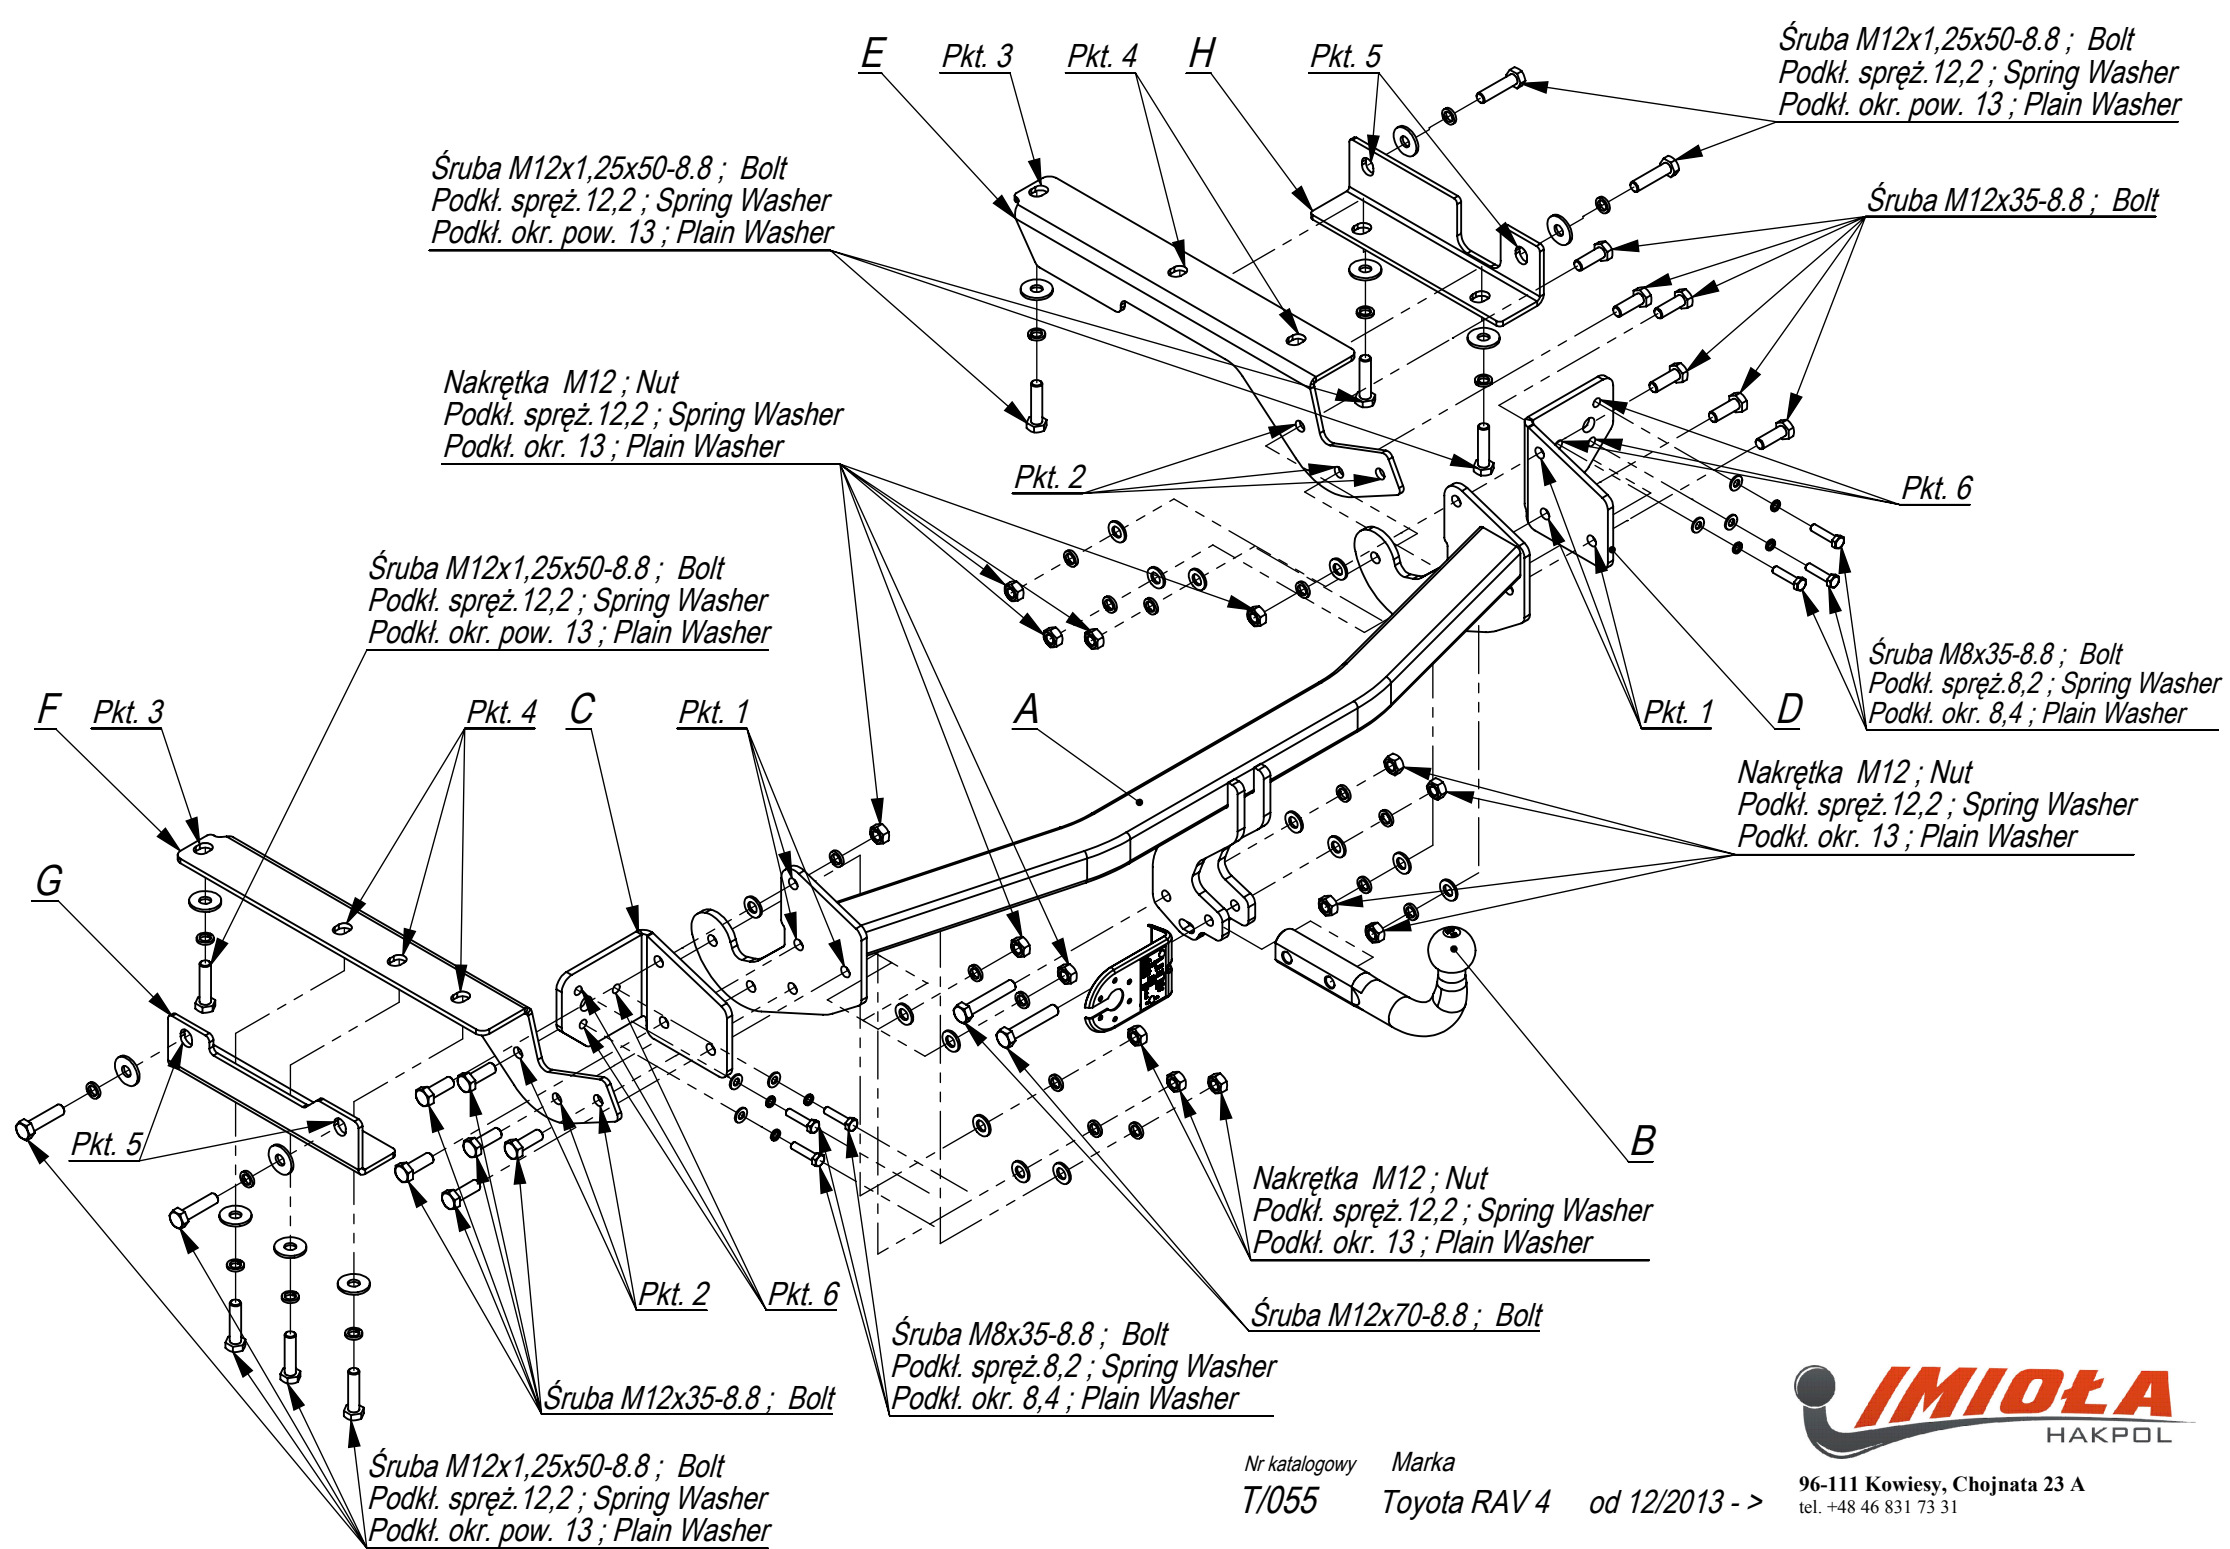 E
Pkt. 3
Pkt. 4
H
Pkt. 5
Śruba M12x1,25x50-8.8 ; Bolt
Podkł. spręż.12,2 ; Spring Washer
Podkł. okr. pow. 13 ; Plain Washer
Śruba M12x1,25x50-8.8 ; Bolt
Podkł. spręż.12,2 ; Spring Washer
Podkł. okr. pow. 13 ; Plain Washer
Śruba M12x35-8.8 ; Bolt
Nakrętka M12 ; Nut
Podkł. spręż.12,2 ; Spring Washer
Podkł. okr. 13 ; Plain Washer
Pkt. 2
Pkt. 6
Śruba M12x1,25x50-8.8 ; Bolt
Podkł. spręż.12,2 ; Spring Washer
Podkł. okr. pow. 13 ; Plain Washer
Śruba M8x35-8.8 ; Bolt
Podkł. spręż.8,2 ; Spring Washer
Podkł. okr. 8,4 ; Plain Washer
F
Pkt. 3
Pkt. 4
C
Pkt. 1
A
Pkt. 1
D
Nakrętka M12 ; Nut
Podkł. spręż.12,2 ; Spring Washer
Podkł. okr. 13 ; Plain Washer
G
Pkt. 5
B
Nakrętka M12 ; Nut
Podkł. spręż.12,2 ; Spring Washer
Podkł. okr. 13 ; Plain Washer
Pkt. 2
Pkt. 6
Śruba M12x70-8.8 ; Bolt
Śruba M8x35-8.8 ; Bolt
Podkł. spręż.8,2 ; Spring Washer
Podkł. okr. 8,4 ; Plain Washer
Śruba M12x35-8.8 ; Bolt
Śruba M12x1,25x50-8.8 ; Bolt
Podkł. spręż.12,2 ; Spring Washer
Podkł. okr. pow. 13 ; Plain Washer
Nr katalogowy Marka
T/055 Toyota RAV 4 od 12/2013 - >
IMIOŁA
HAKPOL
96-111 Kowiesy, Chojnata 23 A
tel. +48 46 831 73 31